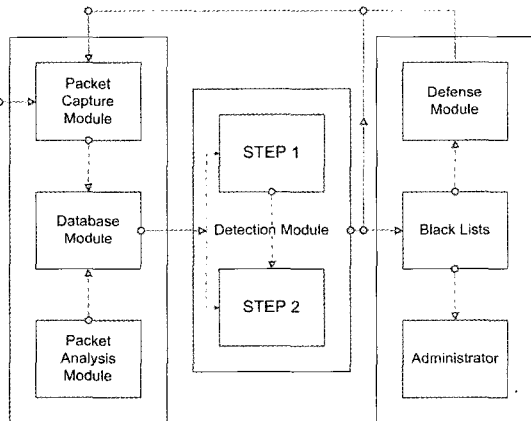 Packet
Capture
Module
Database
Module
Packet
Analysis
Module
STEP 1
Detection Module
STEP 2
Defense
Module
Black Lists
Administrator